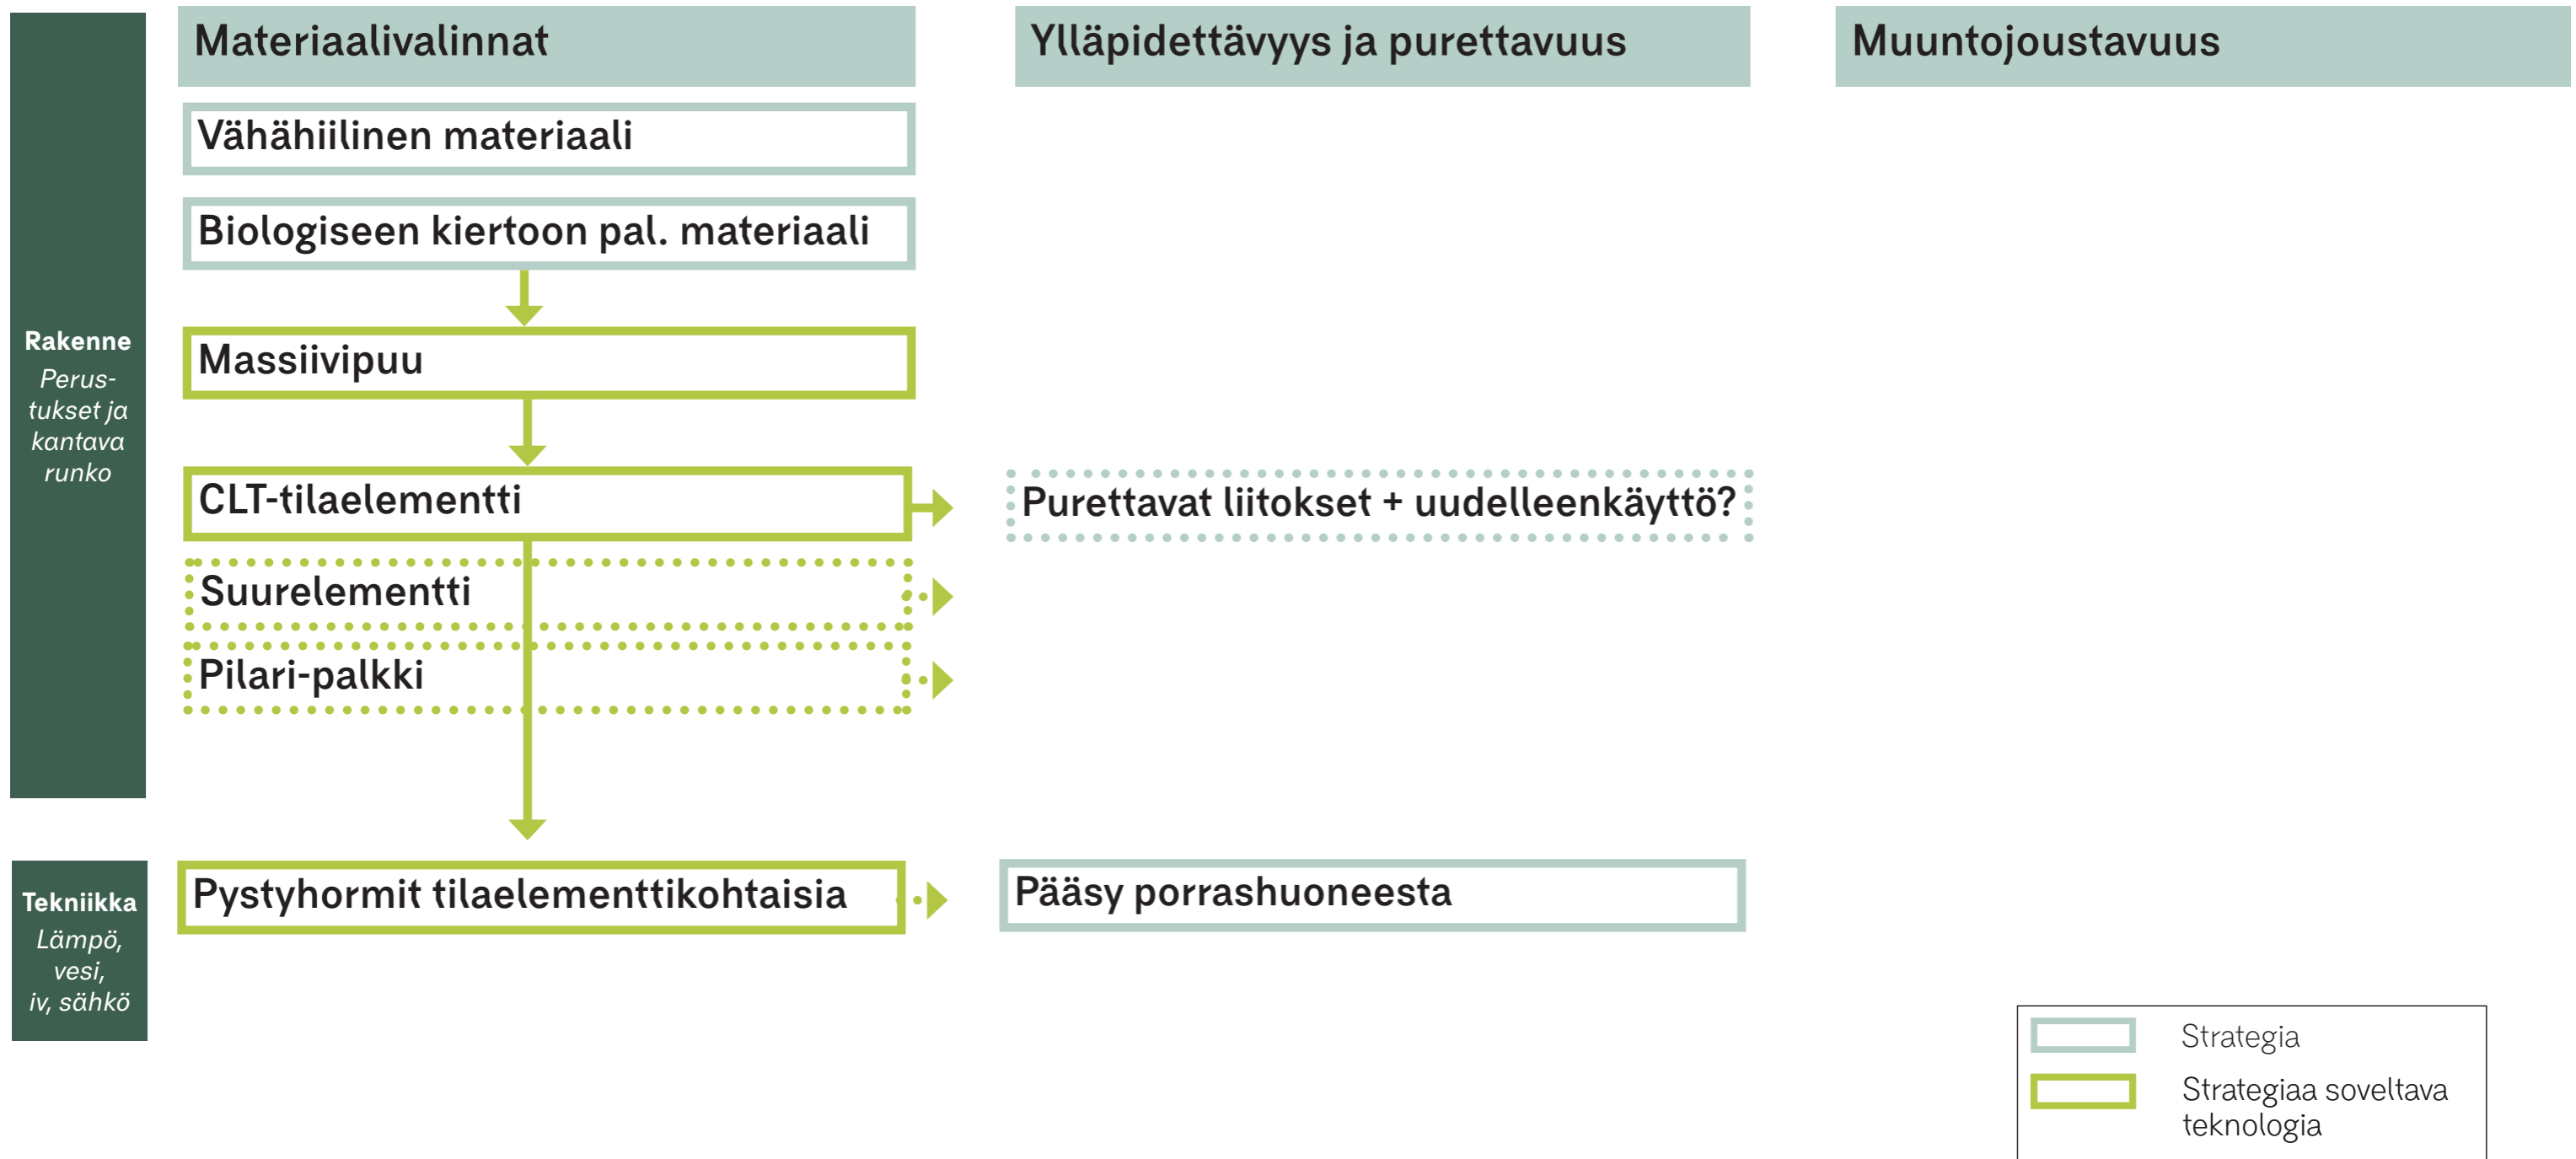 Materiaalivalinnat
Ylläpidettävyys ja purettavuus
Muuntojoustavuus
Rakenne
Perus-
tukset ja
kantava
runko
Vähähiilinen materiaali
Biologiseen kiertoon pal. materiaali
Massiivipuu
CLT-tilaelementti
Purettavat liitokset + uudelleenkäyttö?
Suurelementti
Pilari-palkki
Tekniikka
Lämpö,
vesi,
iv, sähkö
Pystyhormit tilaelementtikohtaisia
Pääsy porrashuoneesta
Strategia
Strategiaa soveltava
teknologia